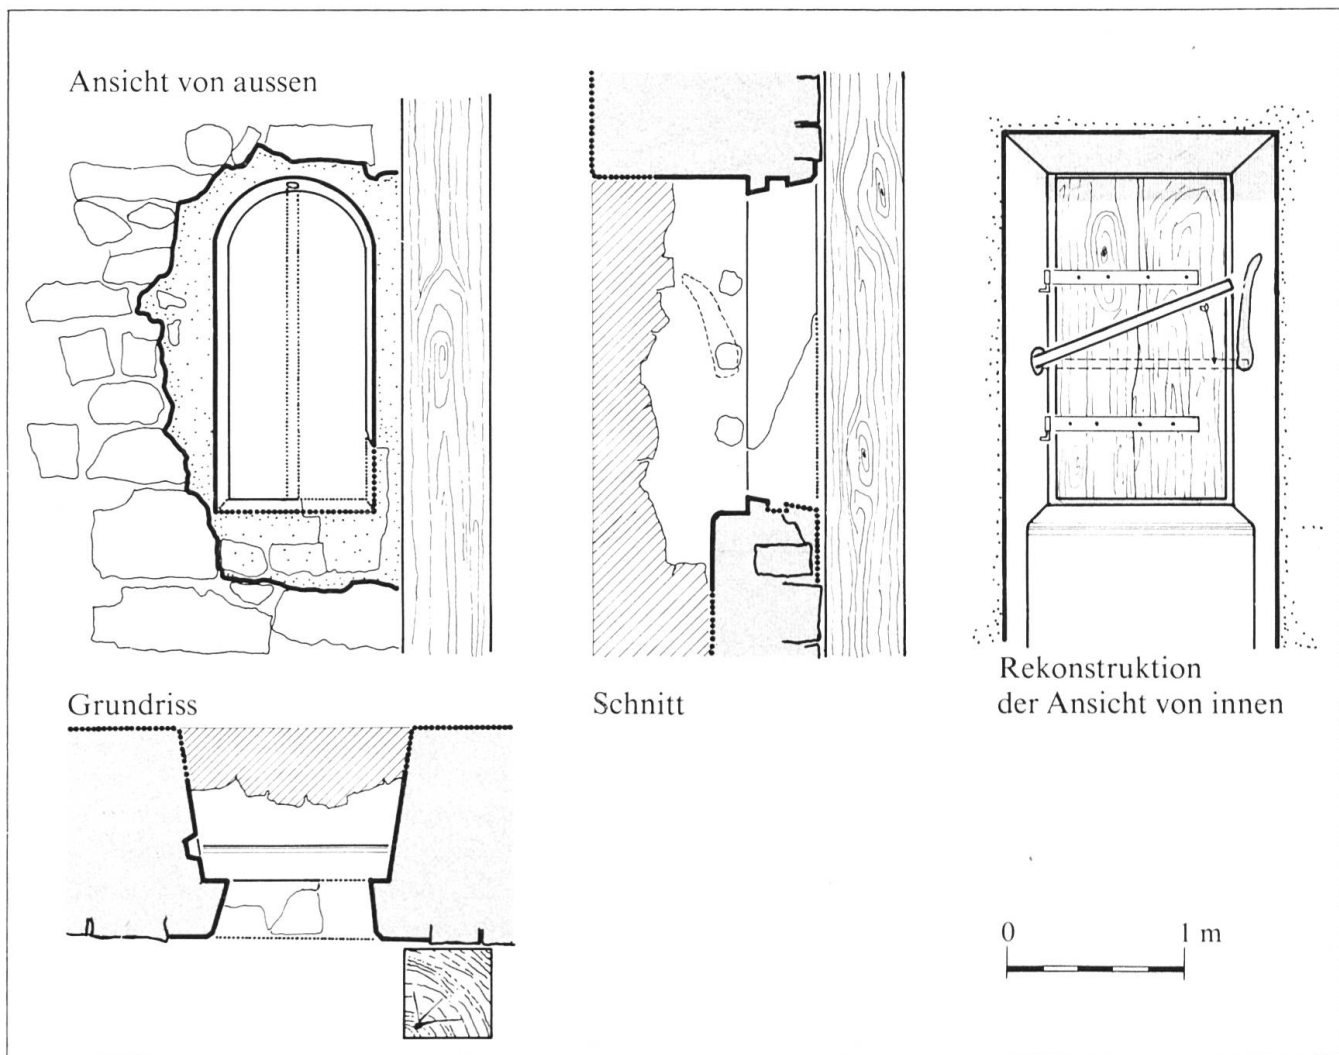 Ansicht von aussen
Grundriss
Schnitt
Rekonstruktion
der Ansicht von innen
0 1 m